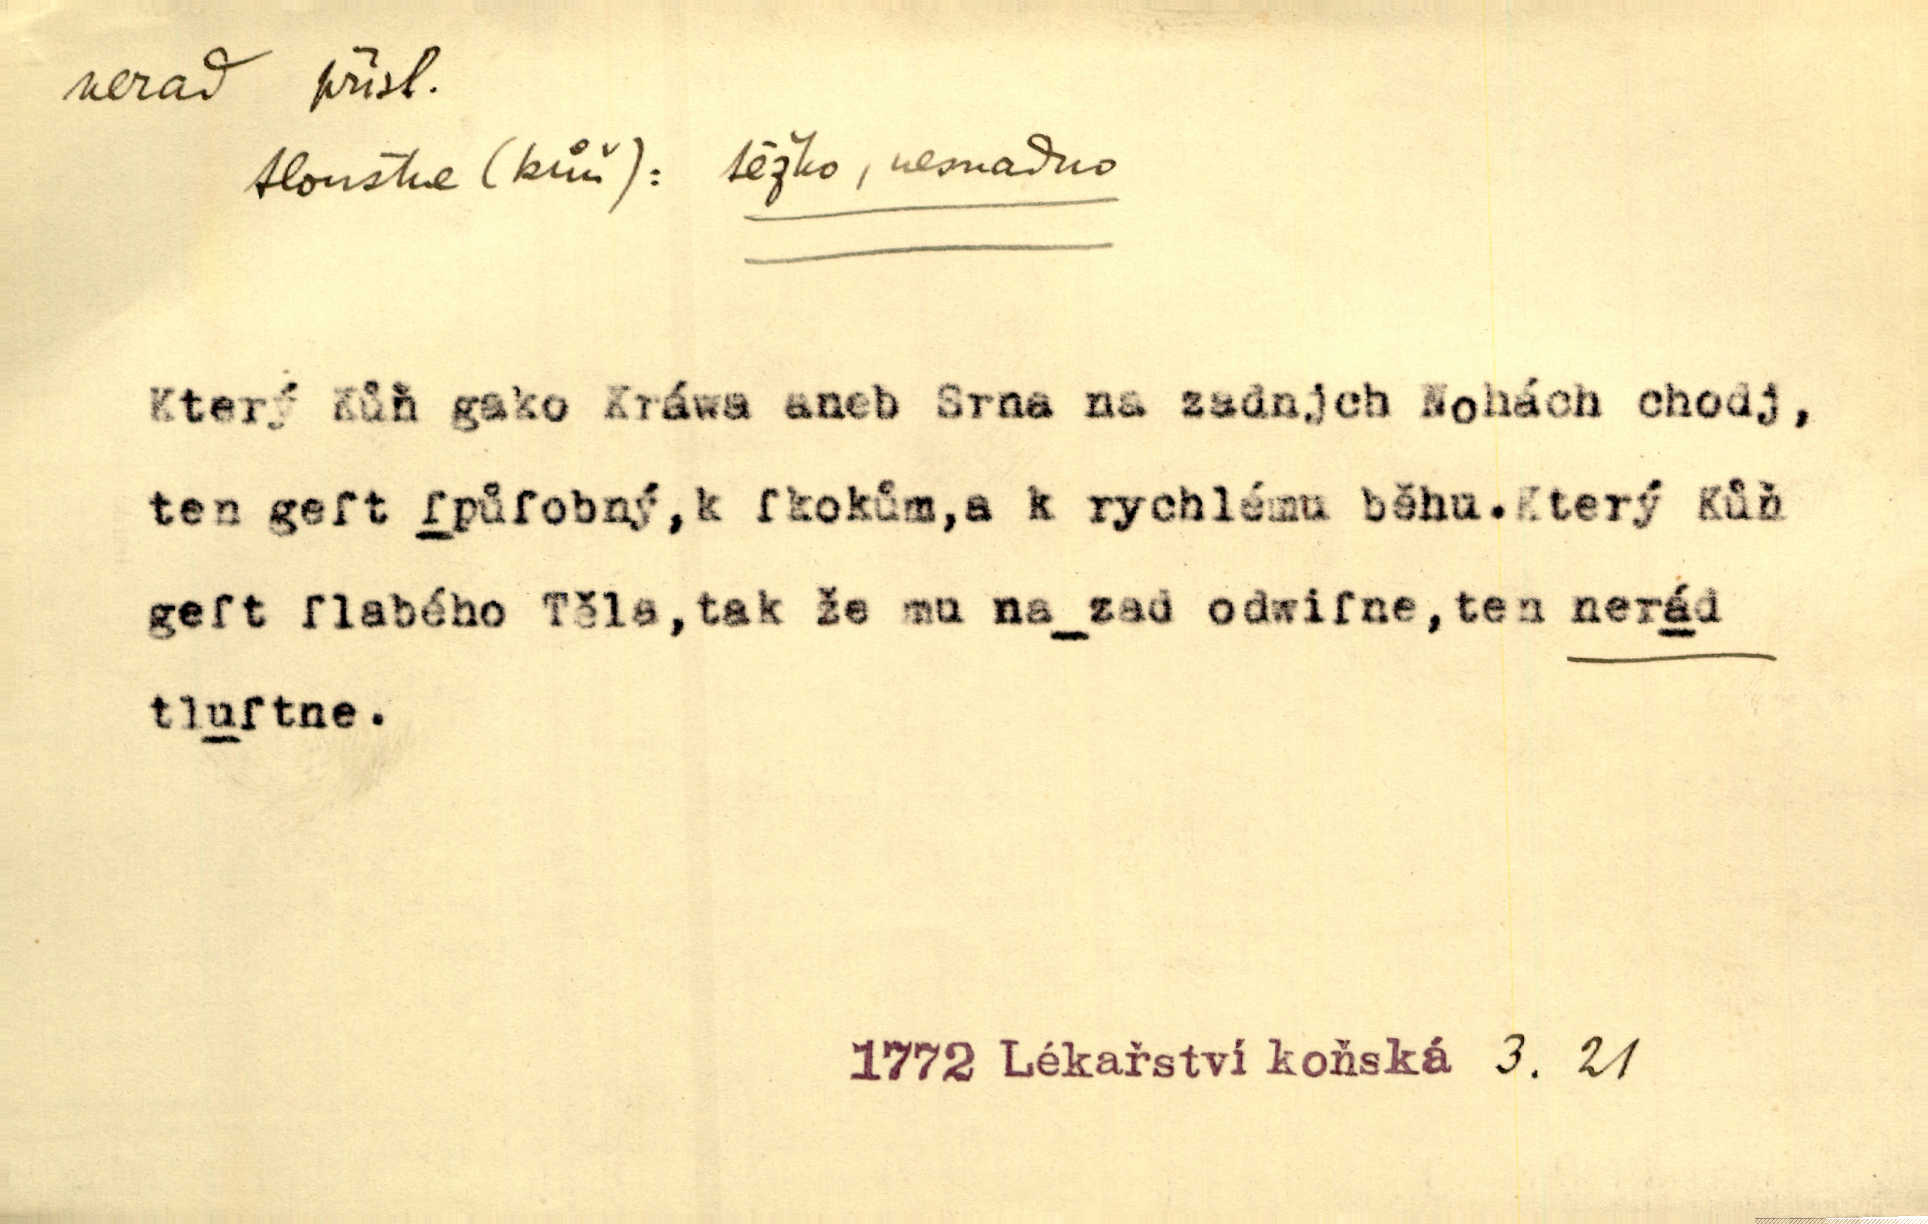 nerad přísl.
tloustne (kůň): těžko, nesnadno
Který Kůň gako Kráwa aneb Srna na zadnjch Nohách chodj,
ten geſt ſpůſobný,k ſkokům,a k rychlému běhu.Který Kůň
geſt ſlabého Těla,tak že mu na_zad odwiſne,ten nerád
tluſtne.
1772 Lékařství koňská 3. 21